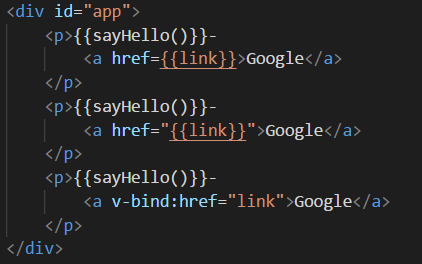 <div id="app">
<p>{{sayHello()}}-
<a href={{link}}>Google</a>
</p>
<p>{{sayHello()}}-
<a href="{{link}}">Google</a>
</p>
<p>{{sayHello()}}-
<a v-bind:href="link">Google</a>
</p>
</div>